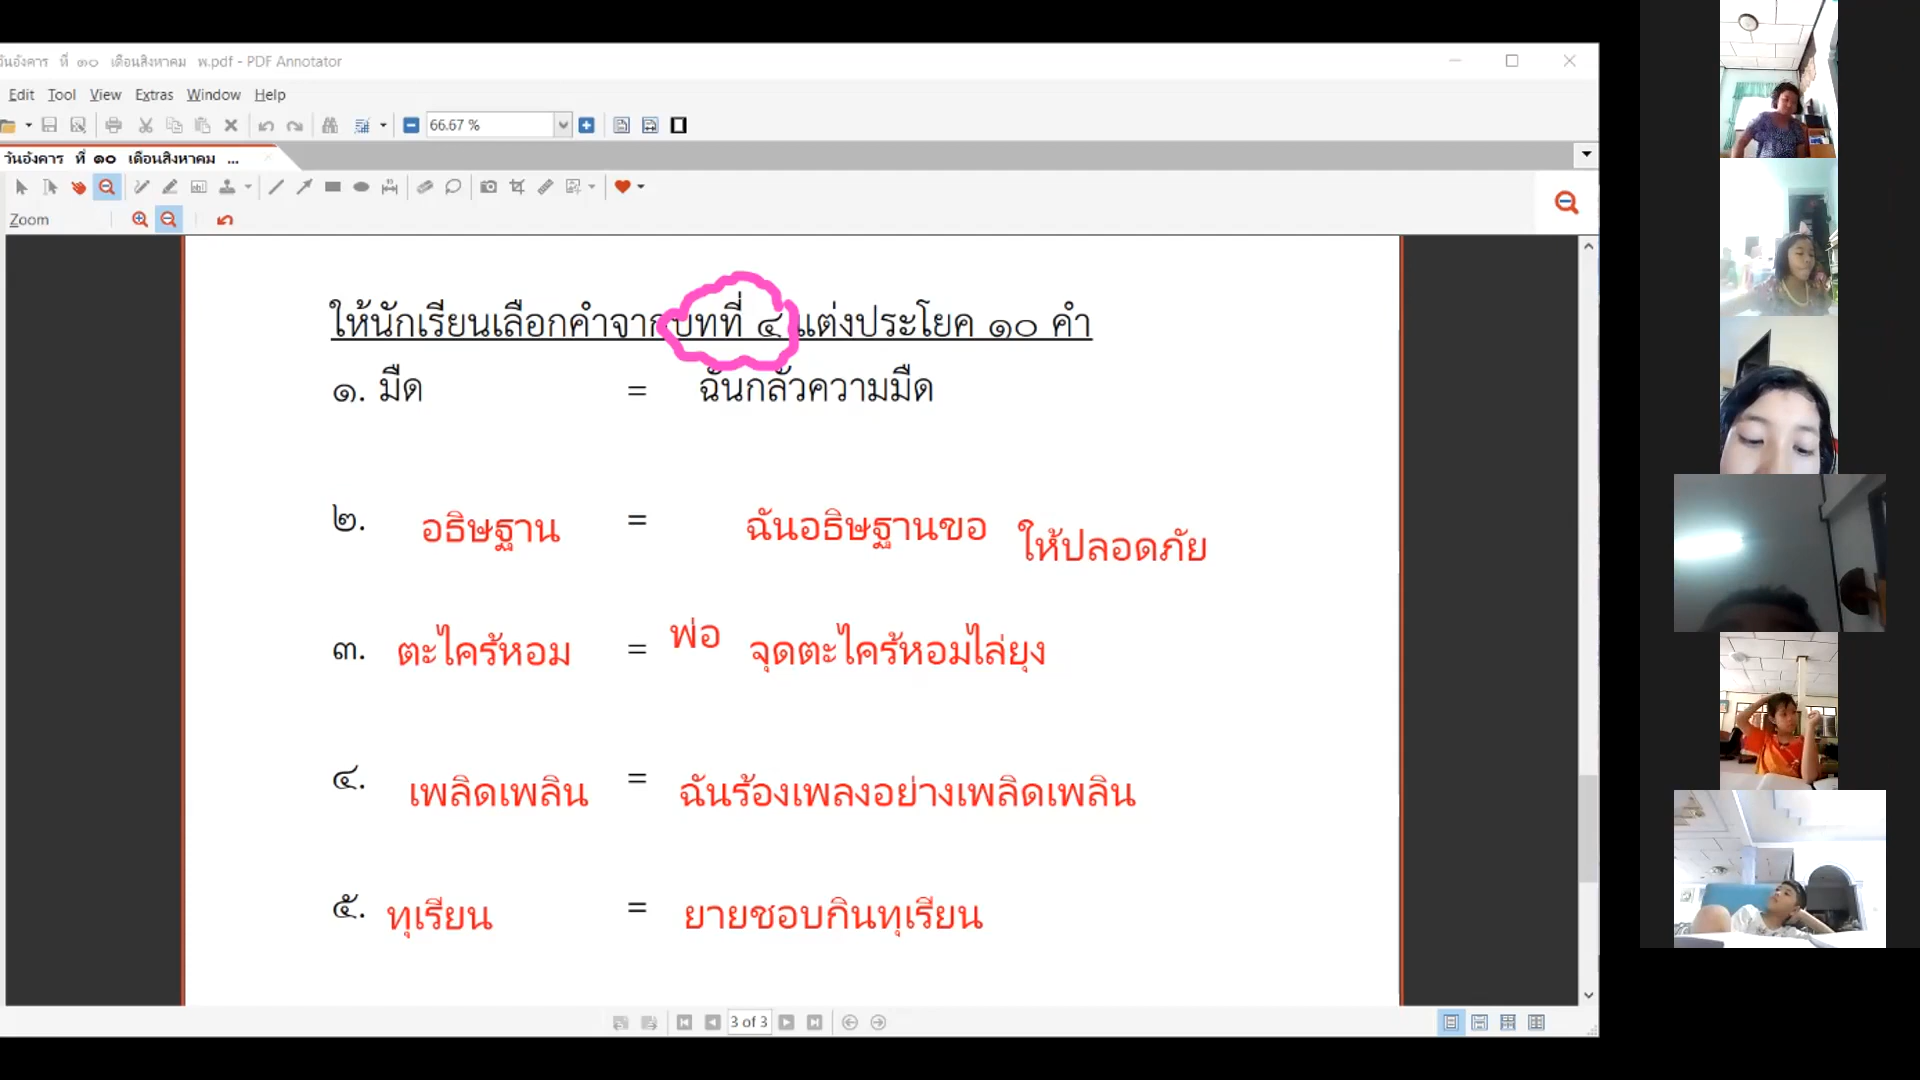 วันอังคาร ที่ ๑๐ เดือนสิงหาคม พ.pdf - PDF Annotator
Edit Tool View Extras Window Help
66.67 %
วันอังคาร ที่ ๑๐ เดือนสิงหาคม ...
Zoom
ให้นักเรียนเลือกคำจากบทที่ ๔ แต่งประโยค ๑๐ คำ
๑. มืด = ฉันกลัวความมืด
๒. อธิษฐาน = ฉันอธิษฐานขอ ให้ปลอดภัย
๓. ตะไคร้หอม = พ่อ จุดตะไคร้หอมไล่ยุง
๔. เพลิดเพลิน = ฉันร้องเพลงอย่างเพลิดเพลิน
๕. ทุเรียน = ยายชอบกินทุเรียน
3 of 3